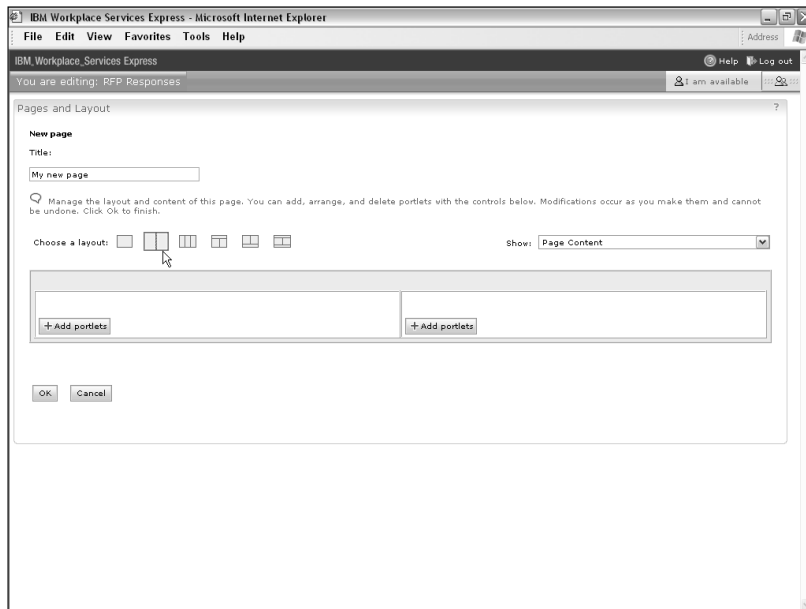 IBM Workplace Services Express - Microsoft Internet Explorer
File Edit View Favorites Tools Help
Address
IBM_Workplace_Services Express
Help Log out
You are editing: RFP Responses
I am available
Pages and Layout
?
New page
Title:
My new page
Manage the layout and content of this page. You can add, arrange, and delete portlets with the controls below. Modifications occur as you make them and cannot
be undone. Click Ok to finish.
Choose a layout:
Show: Page Content
+ Add portlets
+ Add portlets
OK Cancel